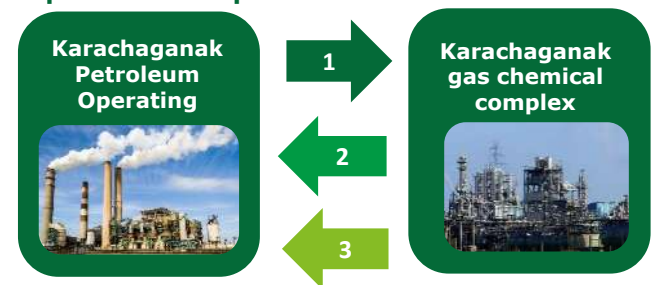 Karachaganak
Petroleum
Operating
1
Karachaganak
gas chemical
complex
2
3